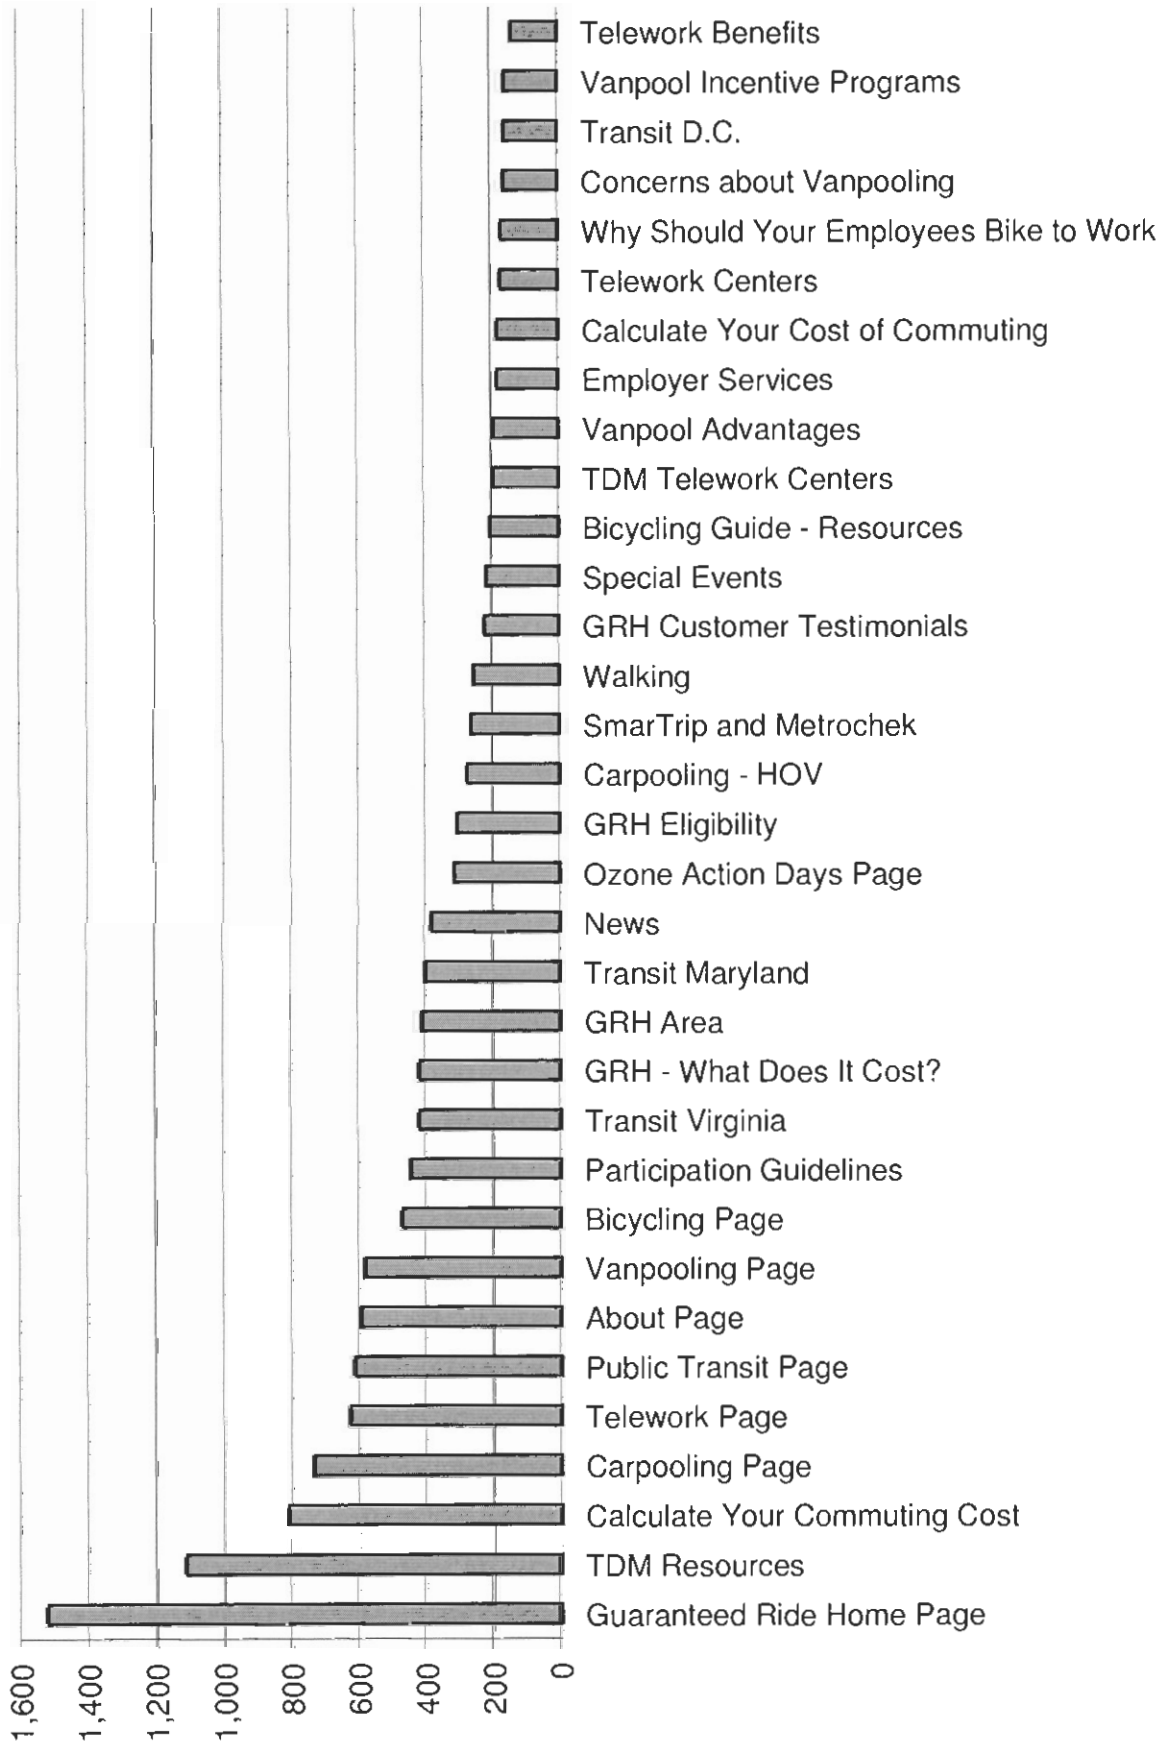 Telework Benefits
Vanpool Incentive Programs
Transit D.C.
Concerns about Vanpooling
Why Should Your Employees Bike to Work
Telework Centers
Calculate Your Cost of Commuting
Employer Services
Vanpool Advantages
TDM Telework Centers
Bicycling Guide - Resources
Special Events
GRH Customer Testimonials
Walking
SmarTrip and Metrochek
Carpooling - HOV
GRH Eligibility
Ozone Action Days Page
News
Transit Maryland
GRH Area
GRH - What Does It Cost?
Transit Virginia
Participation Guidelines
Bicycling Page
Vanpooling Page
About Page
Public Transit Page
Telework Page
Carpooling Page
Calculate Your Commuting Cost
TDM Resources
Guaranteed Ride Home Page
1,600
1,400
1,200
1,000
800
600
400
200
0